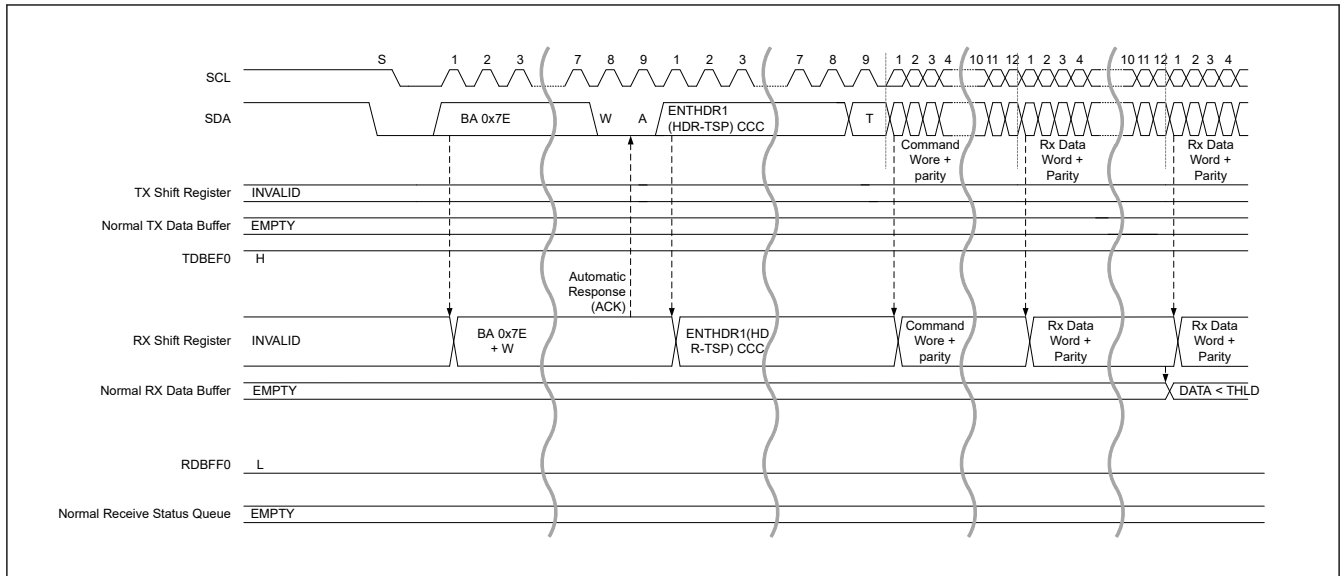 S 1 2 3 7 8 9 1 2 3 7 8 9 1 2 3 4 10 11 12 1 2 3 4 10 11 12 1 2 3 4
SCL
SDA
BA 0x7E
W A
ENTHDR1
(HDR-TSP) CCC
T
Command
Wore +
parity
Rx Data
Word +
Parity
Rx Data
Word +
Parity
TX Shift Register INVALID
Normal TX Data Buffer EMPTY
TDBEF0 H
Automatic
Response
(ACK)
RX Shift Register INVALID
BA 0x7E
+ W
ENTHDR1(HD
R-TSP) CCC
Command
Wore +
parity
Rx Data
Word +
Parity
Rx Data
Word +
Parity
Normal RX Data Buffer EMPTY
DATA < THLD
RDBFF0 L
Normal Receive Status Queue EMPTY